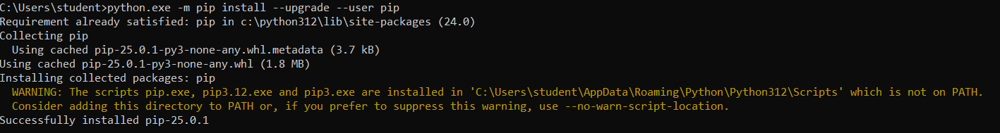 C:\Users\student>python.exe -m pip install --upgrade --user pip
Requirement already satisfied: pip in c:\python312\lib\site-packages (24.0)
Collecting pip
  Using cached pip-25.0.1-py3-none-any.whl.metadata (3.7 kB)
Using cached pip-25.0.1-py3-none-any.whl (1.8 MB)
Installing collected packages: pip
  WARNING: The scripts pip.exe, pip3.12.exe and pip3.exe are installed in 'C:\Users\student\AppData\Roaming\Python\Python312\Scripts' which is not on PATH.
  Consider adding this directory to PATH or, if you prefer to suppress this warning, use --no-warn-script-location.
Successfully installed pip-25.0.1